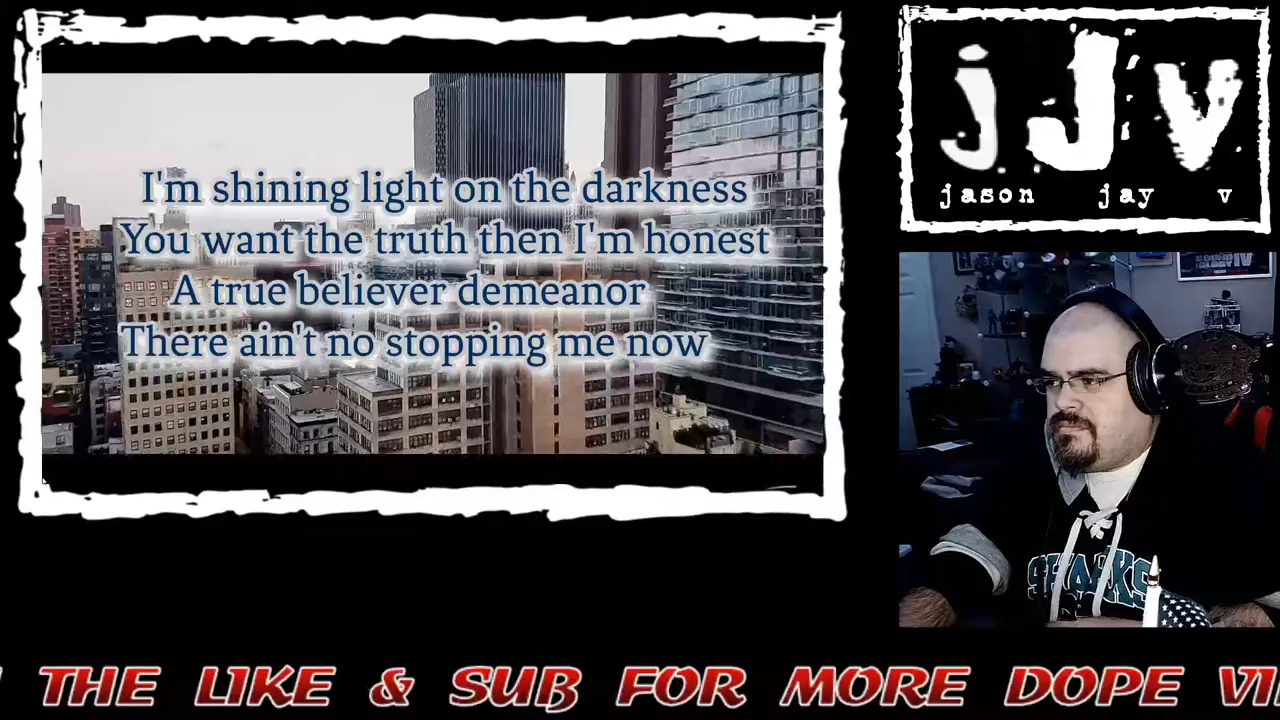 I'm shining light on the darkness
You want the truth then I'm honest
A true believer demeanor
There ain't no stopping me now
jJv
jason jay v
SHARKS
THE LIKE & SUB FOR MORE DOPE